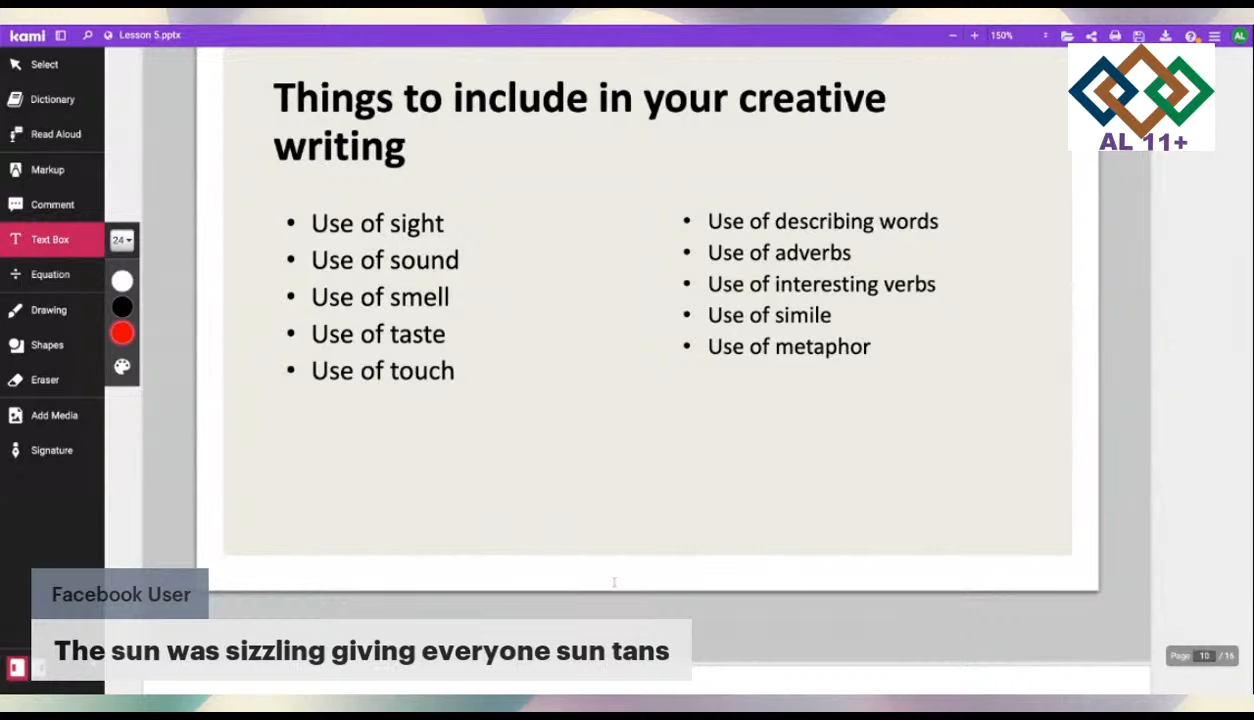 kami
Lesson 5.pptx
150%
AL
Select
Dictionary
Read Aloud
Markup
Comment
Text Box
24
Equation
Drawing
Shapes
Eraser
Add Media
Signature
AL 11+
Things to include in your creative
writing
• Use of sight
• Use of sound
• Use of smell
• Use of taste
• Use of touch
• Use of describing words
• Use of adverbs
• Use of interesting verbs
• Use of simile
• Use of metaphor
Facebook User
The sun was sizzling giving everyone sun tans
Page 10 / 16